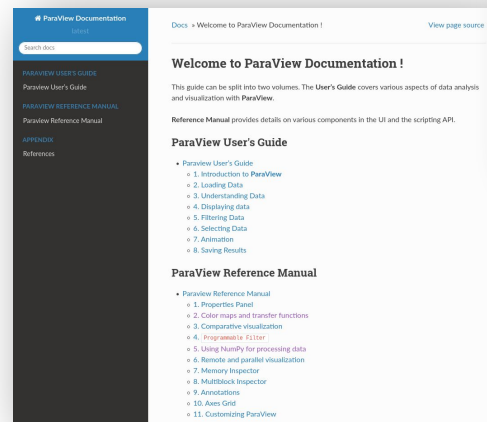 ParaView Documentation
latest
Search docs
PARAVIEW USER'S GUIDE
Paraview User's Guide
PARAVIEW REFERENCE MANUAL
Paraview Reference Manual
APPENDIX
References
Docs » Welcome to ParaView Documentation !
View page source
Welcome to ParaView Documentation !
This guide can be split into two volumes. The User's Guide covers various aspects of data analysis
and visualization with ParaView.
Reference Manual provides details on various components in the UI and the scripting API.
ParaView User's Guide
• Paraview User's Guide
1. Introduction to ParaView
2. Loading Data
3. Understanding Data
4. Displaying data
5. Filtering Data
6. Selecting Data
7. Animation
8. Saving Results
ParaView Reference Manual
• Paraview Reference Manual
1. Properties Panel
2. Color maps and transfer functions
3. Comparative visualization
4. Programmable Filter
5. Using NumPy for processing data
6. Remote and parallel visualization
7. Memory Inspector
8. Multiblock Inspector
9. Annotations
10. Axes Grid
11. Customizing ParaView